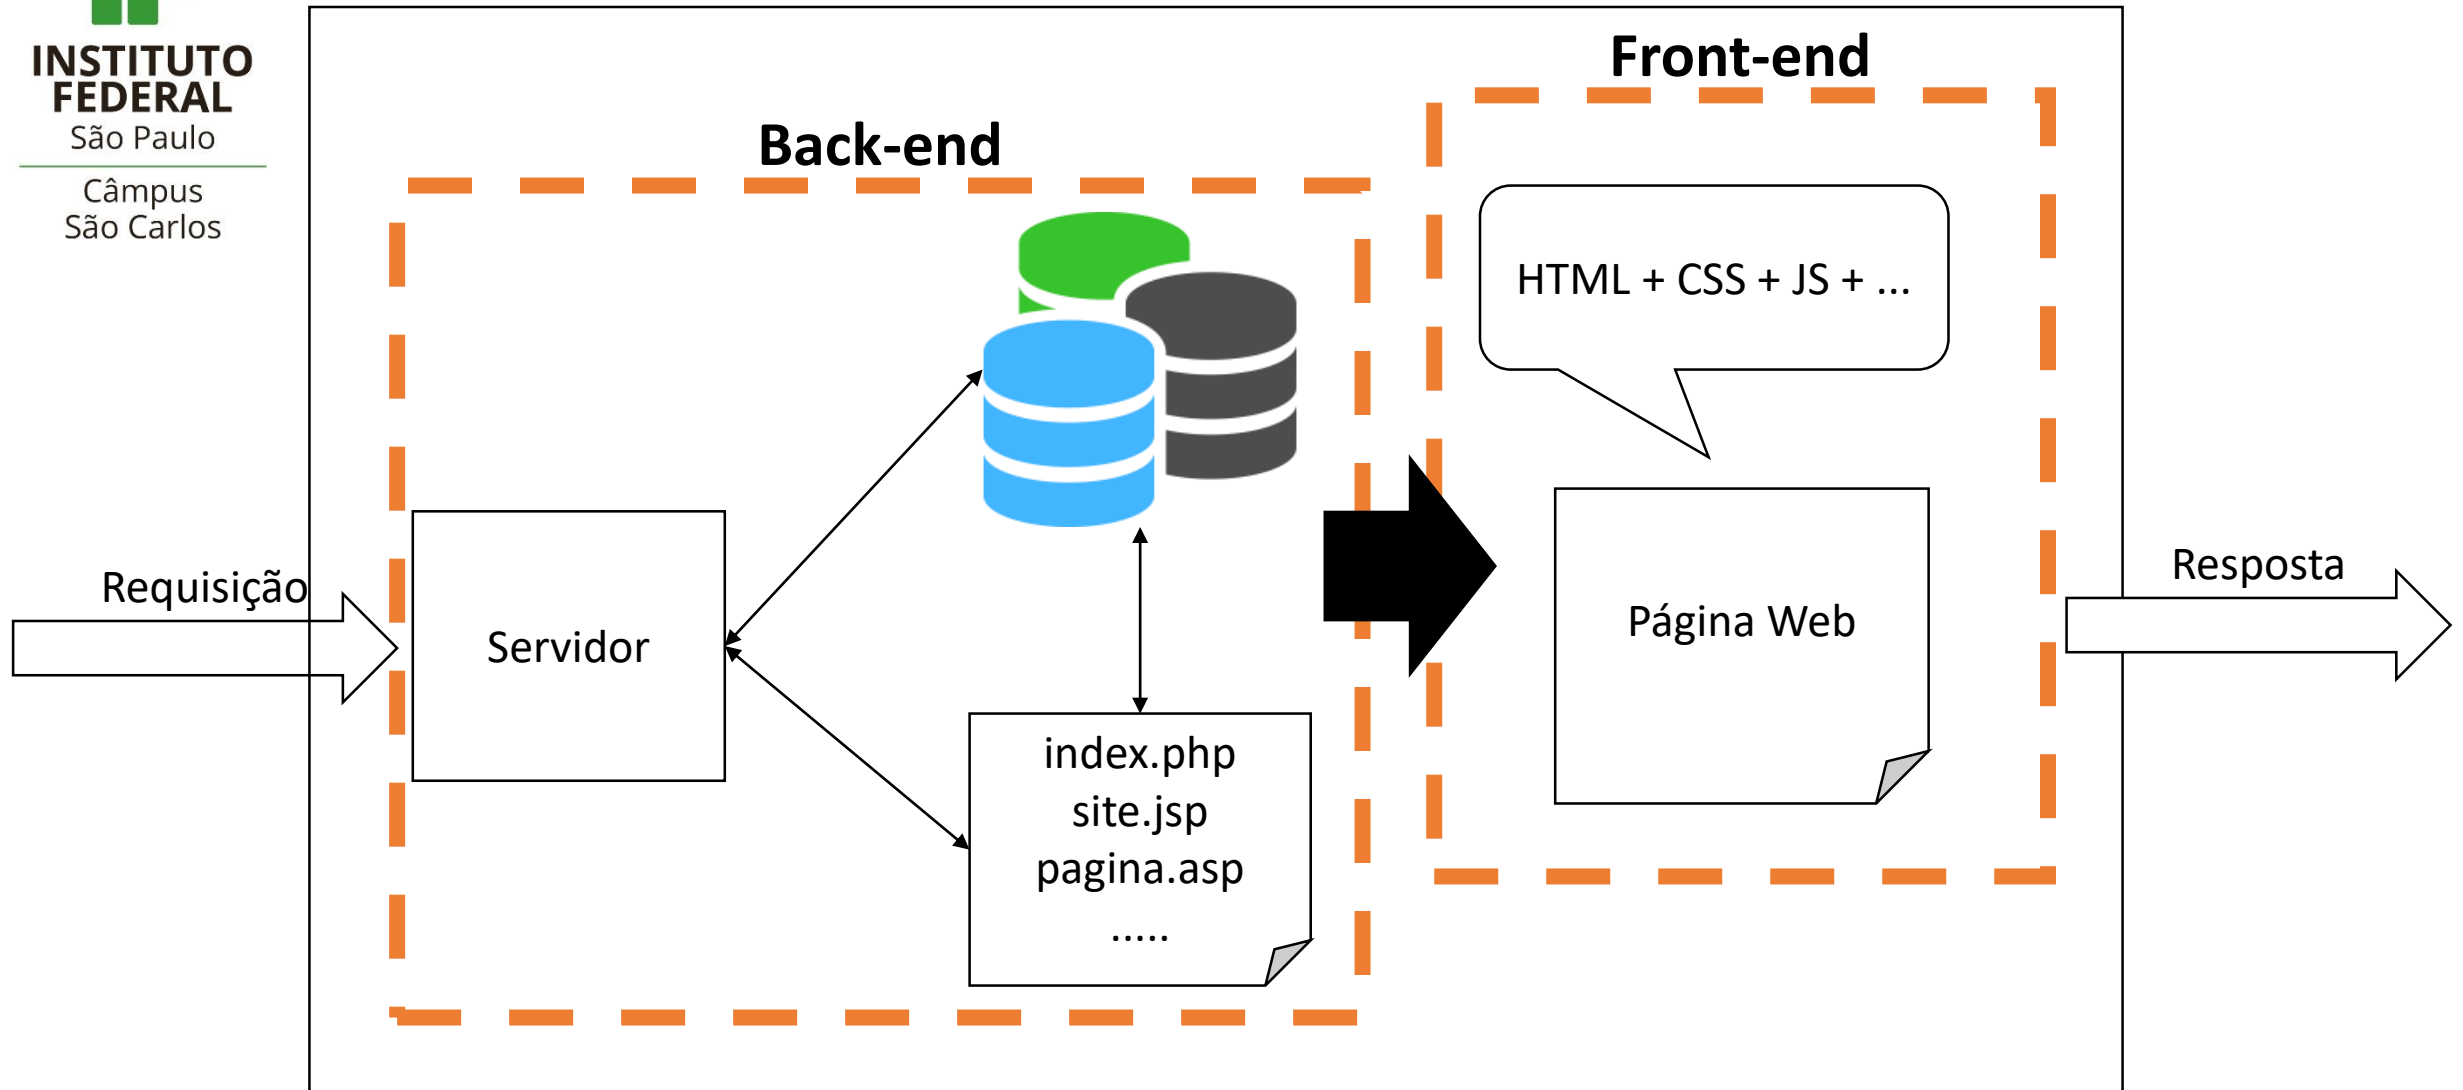 INSTITUTO
FEDERAL
São Paulo
Câmpus
São Carlos
Front-end
Back-end
HTML + CSS + JS + ...
Requisição
Servidor
Página Web
Resposta
index.php
site.jsp
pagina.asp
.....